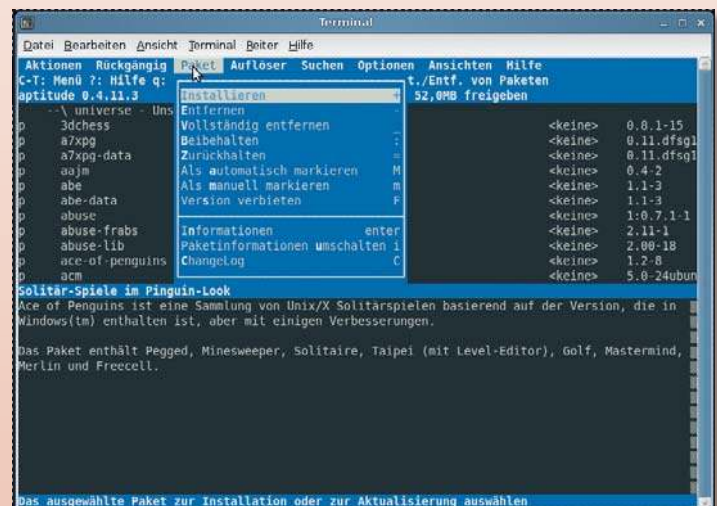 Terminal
Datei Bearbeiten Ansicht Terminal Reiter Hilfe
Aktionen Rückgängig Paket Auflöser Suchen Optionen Ansichten Hilfe
C-T: Menü ?: Hilfe q: t./Entf. von Paketen
aptitude 0.4.11.3 Installieren + 52,0MB freigeben
--\ universe - Uns Entfernen -
p 3dchess Vollständig entfernen _ <keine> 0.8.1-15
p a7xpg Beibehalten : <keine> 0.11.dfsg1
p a7xpg-data Zurückhalten = <keine> 0.11.dfsg1
p aajm Als automatisch markieren M <keine> 0.4-2
p abe Als manuell markieren m <keine> 1.1-3
p abe-data Version verbieten F <keine> 1.1-3
p abuse <keine> 1:0.7.1-1
p abuse-frabs Informationen enter <keine> 2.11-1
p abuse-lib Paketinformationen umschalten i <keine> 2.00-18
p ace-of-penguins ChangeLog C <keine> 1.2-8
p acm <keine> 5.0-24ubun
Solitär-Spiele im Pinguin-Look
Ace of Penguins ist eine Sammlung von Unix/X Solitärspielen basierend auf der Version, die in
Windows(tm) enthalten ist, aber mit einigen Verbesserungen.
Das Paket enthält Pegged, Minesweeper, Solitaire, Taipei (mit Level-Editor), Golf, Mastermind,
Merlin und Freecell.
Das ausgewählte Paket zur Installation oder zur Aktualisierung auswählen